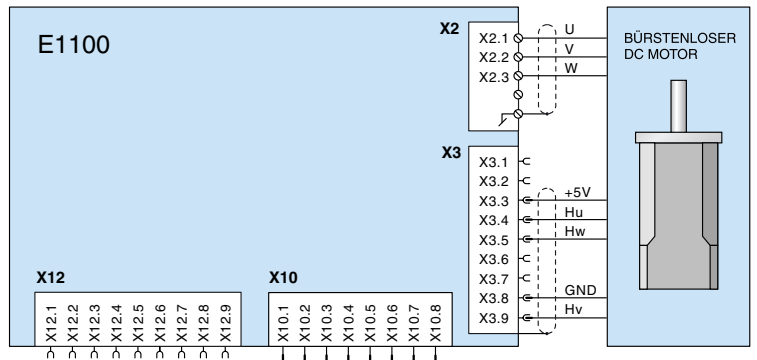 E1100
X2
X2.1
X2.2
X2.3
U
V
W
BÜRSTENLOSER
DC MOTOR
X3
X3.1
X3.2
X3.3
X3.4
X3.5
X3.6
X3.7
X3.8
X3.9
+5V
Hu
Hw
GND
Hv
X12
X12.1
X12.2
X12.3
X12.4
X12.5
X12.6
X12.7
X12.8
X12.9
X10
X10.1
X10.2
X10.3
X10.4
X10.5
X10.6
X10.7
X10.8